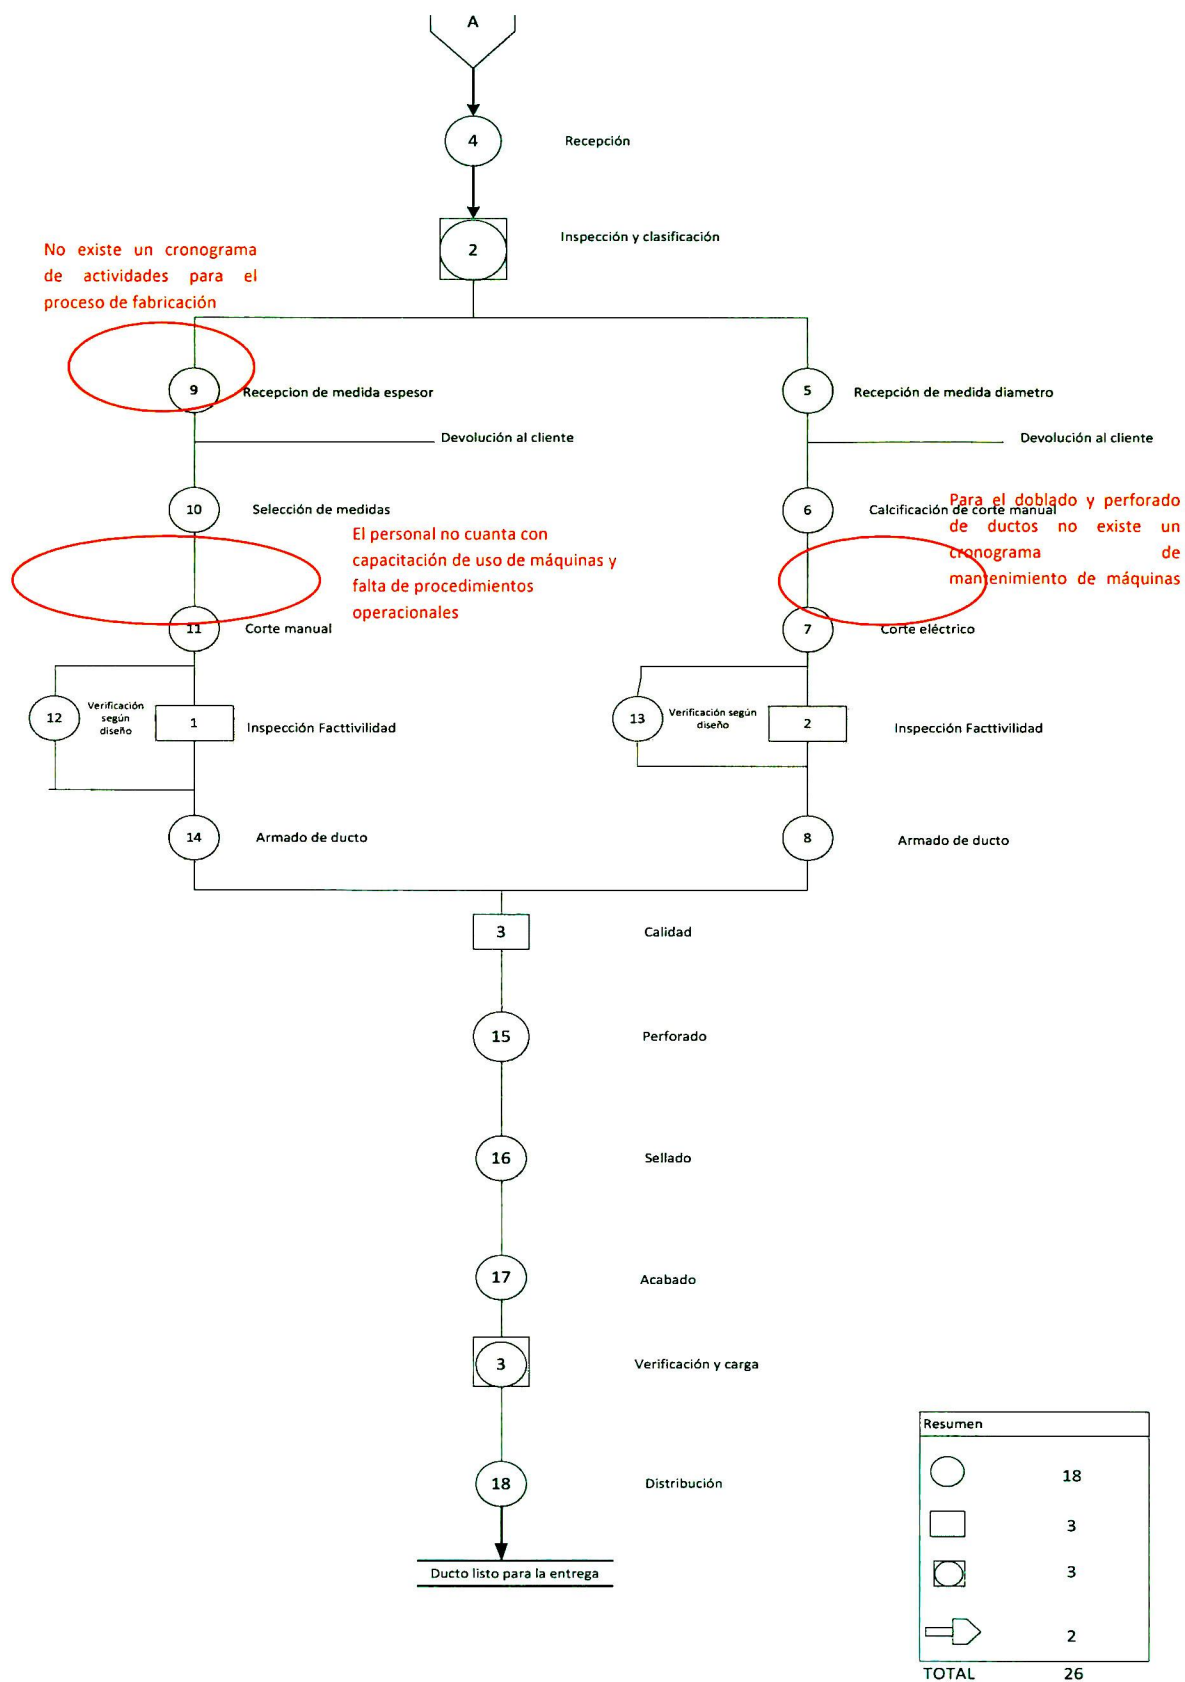 A
4
Recepción
2
Inspección y clasificación
No existe un cronograma
de actividades para el
proceso de fabricación
9
Recepcion de medida espesor
5
Recepción de medida diametro
Devolución al cliente
Devolución al cliente
10
Selección de medidas
6
Calcificación de corte manual
Para el doblado y perforado
de ductos no existe un
cronograma de
mantenimiento de máquinas
El personal no cuanta con
capacitación de uso de máquinas y
falta de procedimientos
operacionales
11
Corte manual
7
Corte eléctrico
12
Verificación
según
diseño
1
Inspección Facttivilidad
13
Verificación según
diseño
2
Inspección Facttivilidad
14
Armado de ducto
8
Armado de ducto
3
Calidad
15
Perforado
16
Sellado
17
Acabado
3
Verificación y carga
18
Distribución
Ducto listo para la entrega
Resumen
18
3
3
2
TOTAL 26